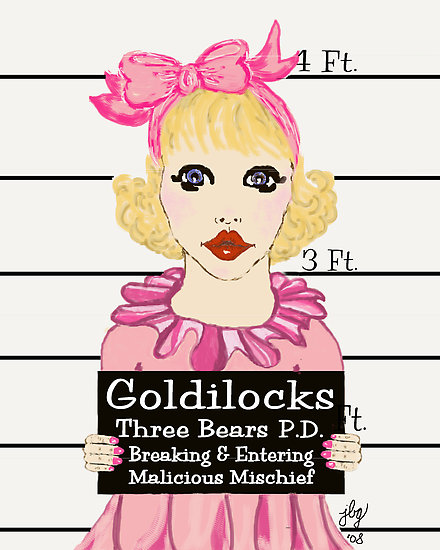 4 Ft.
3 Ft.
Ft.
Goldilocks
Three Bears P.D.
Breaking & Entering
Malicious Mischief
jbg
'08